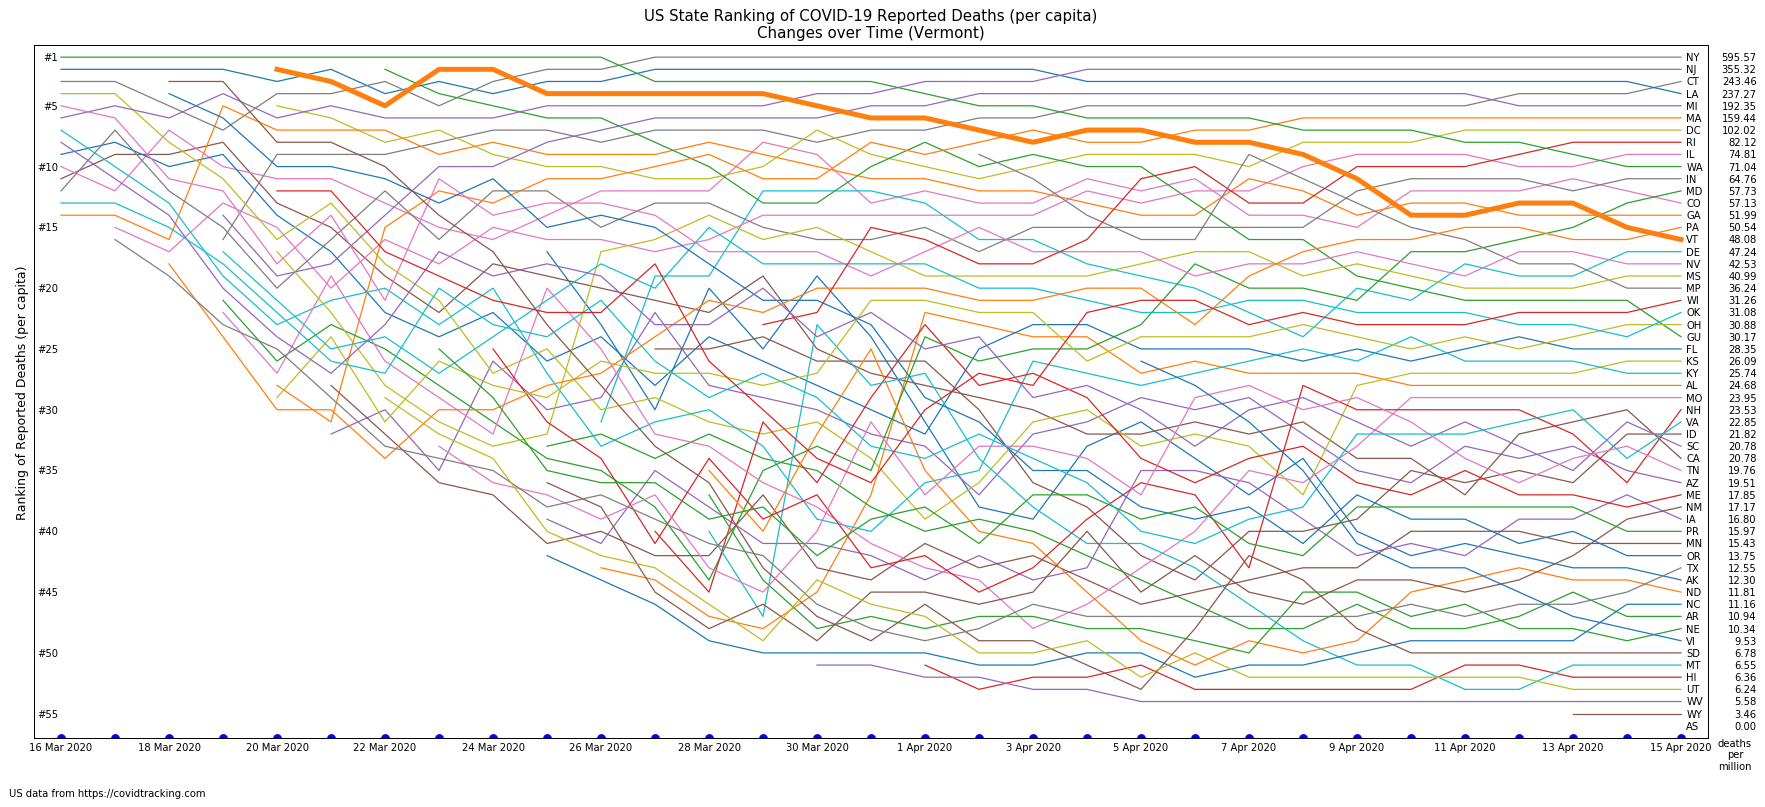 US State Ranking of COVID-19 Reported Deaths (per capita)
Changes over Time (Vermont)
Ranking of Reported Deaths (per capita)
#1
#5
#10
#15
#20
#25
#30
#35
#40
#45
#50
#55
NY 595.57
NJ 355.32
CT 243.46
LA 237.27
MI 192.35
MA 159.44
DC 102.02
RI 82.12
IL 74.81
WA 71.04
IN 64.76
MD 57.73
CO 57.13
GA 51.99
PA 50.54
VT 48.08
DE 47.24
NV 42.53
MS 40.99
MP 36.24
WI 31.26
OK 31.08
OH 30.88
GU 30.17
FL 28.35
KS 26.09
KY 25.74
AL 24.68
MO 23.95
NH 23.53
VA 22.85
ID 21.82
SC 20.78
CA 20.78
TN 19.76
AZ 19.51
ME 17.85
NM 17.17
IA 16.80
PR 15.97
MN 15.43
OR 13.75
TX 12.55
AK 12.30
ND 11.81
NC 11.16
AR 10.94
NE 10.34
VI 9.53
SD 6.78
MT 6.55
HI 6.36
UT 6.24
WV 5.58
WY 3.46
AS 0.00
16 Mar 2020 18 Mar 2020 20 Mar 2020 22 Mar 2020 24 Mar 2020 26 Mar 2020 28 Mar 2020 30 Mar 2020 1 Apr 2020 3 Apr 2020 5 Apr 2020 7 Apr 2020 9 Apr 2020 11 Apr 2020 13 Apr 2020 15 Apr 2020
deaths
per
million
US data from https://covidtracking.com